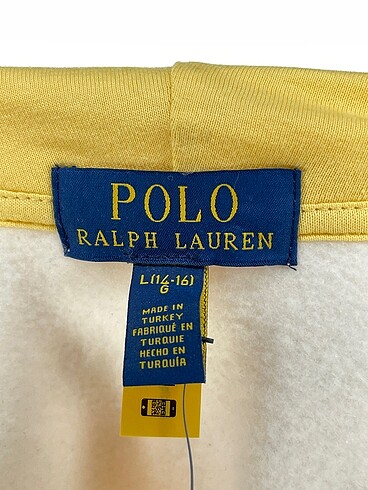 POLO
RALPH LAUREN
L(14-16)
G
MADE IN
TURKEY
FABRIQUÉ EN
TURQUIE
HECHO EN
TURQUÍA